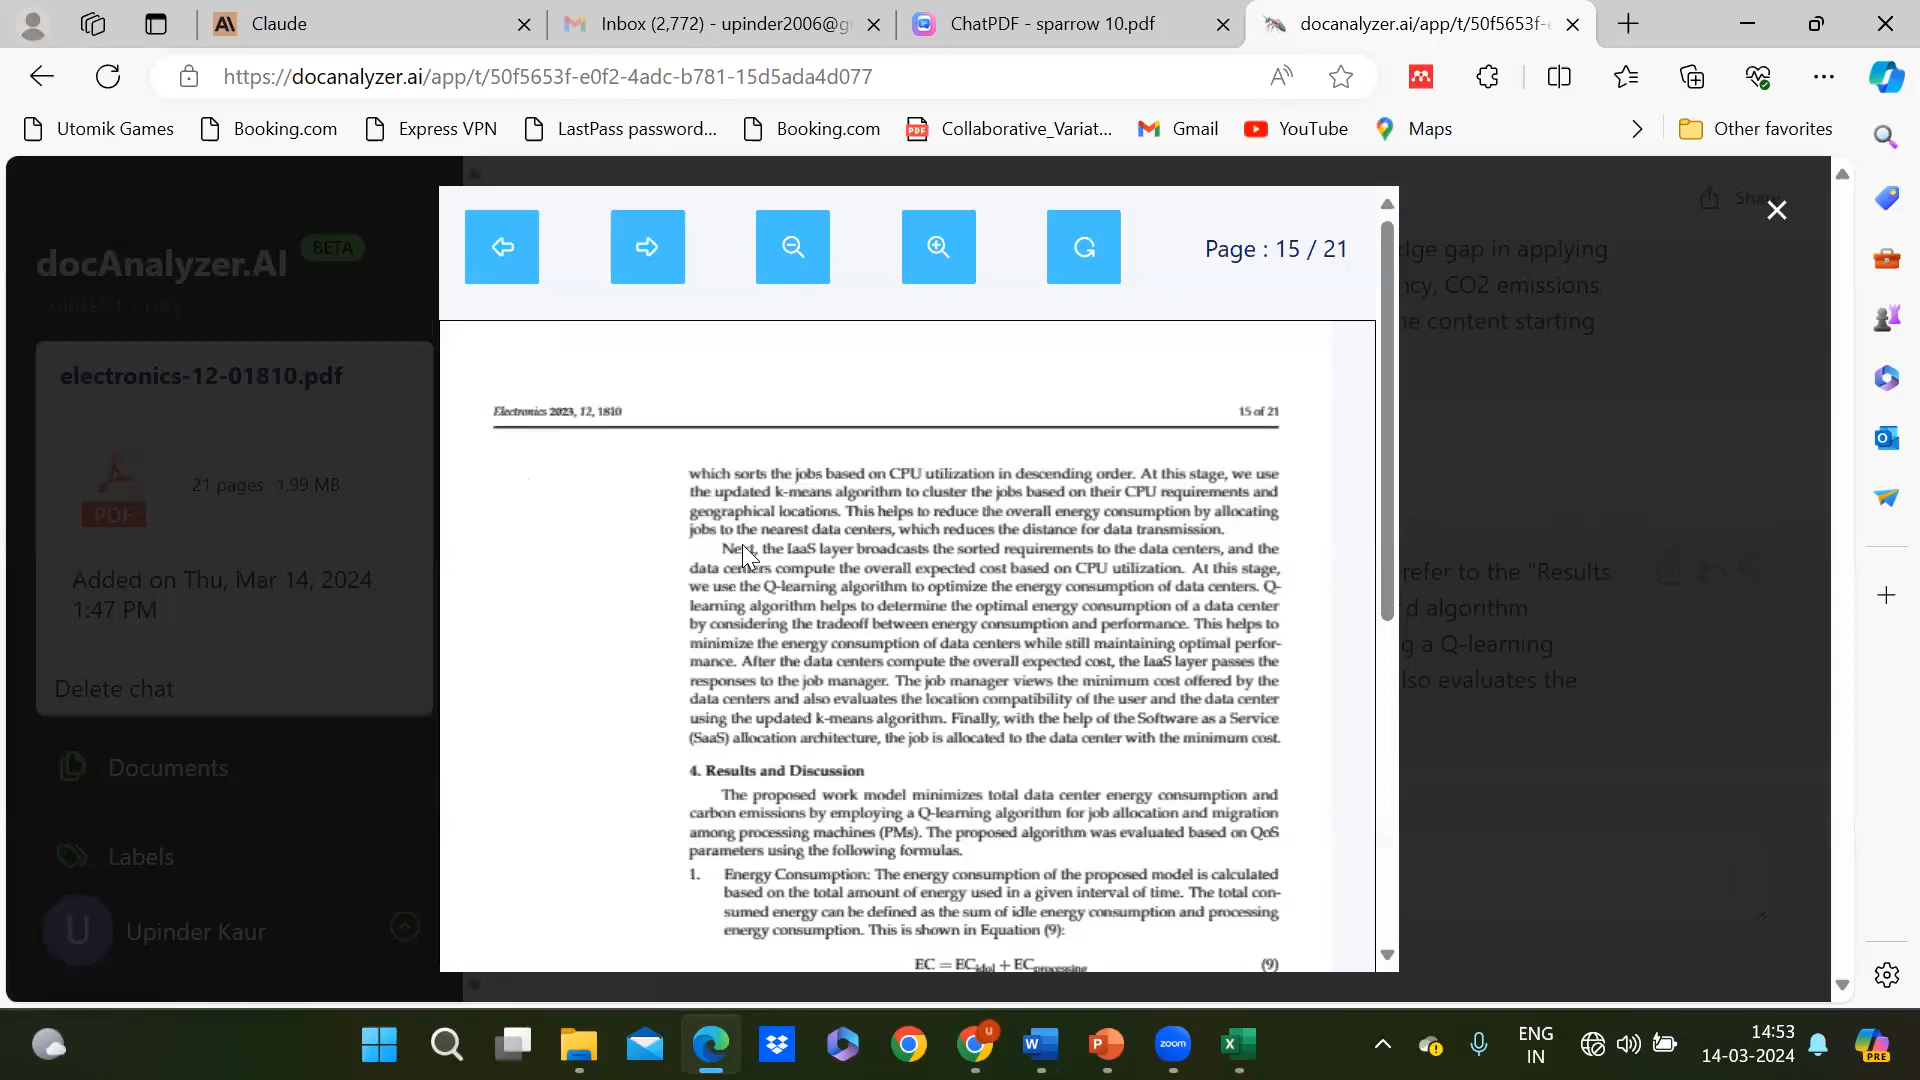 Claude
Inbox (2,772) - upinder2006@g
ChatPDF - sparrow 10.pdf
docanalyzer.ai/app/t/50f5653f-
https://docanalyzer.ai/app/t/50f5653f-e0f2-4adc-b781-15d5ada4d077
Utomik Games
Booking.com
Express VPN
LastPass password...
Booking.com
Collaborative_Variat...
Gmail
YouTube
Maps
Other favorites
docAnalyzer.AI BETA
CURRENT CHAT
electronics-12-01810.pdf
PDF
21 pages 1.99 MB
Added on Thu, Mar 14, 2024
1:47 PM
Delete chat
Documents
Labels
U
Upinder Kaur
Page : 15 / 21
Electronics 2023, 12, 1810
15 of 21
which sorts the jobs based on CPU utilization in descending order. At this stage, we use
the updated k-means algorithm to cluster the jobs based on their CPU requirements and
geographical locations. This helps to reduce the overall energy consumption by allocating
jobs to the nearest data centers, which reduces the distance for data transmission.
Next, the IaaS layer broadcasts the sorted requirements to the data centers, and the
data centers compute the overall expected cost based on CPU utilization. At this stage,
we use the Q-learning algorithm to optimize the energy consumption of data centers. Q-
learning algorithm helps to determine the optimal energy consumption of a data center
by considering the tradeoff between energy consumption and performance. This helps to
minimize the energy consumption of data centers while still maintaining optimal perfor-
mance. After the data centers compute the overall expected cost, the IaaS layer passes the
responses to the job manager. The job manager views the minimum cost offered by the
data centers and also evaluates the location compatibility of the user and the data center
using the updated k-means algorithm. Finally, with the help of the Software as a Service
(SaaS) allocation architecture, the job is allocated to the data center with the minimum cost.
4. Results and Discussion
The proposed work model minimizes total data center energy consumption and
carbon emissions by employing a Q-learning algorithm for job allocation and migration
among processing machines (PMs). The proposed algorithm was evaluated based on QoS
parameters using the following formulas.
1. Energy Consumption: The energy consumption of the proposed model is calculated
based on the total amount of energy used in a given interval of time. The total con-
sumed energy can be defined as the sum of idle energy consumption and processing
energy consumption. This is shown in Equation (9):
EC = ECidol + ECprocessing (9)
Share
dge gap in applying
ncy, CO2 emissions
he content starting
refer to the "Results
d algorithm
g a Q-learning
lso evaluates the
zoom
ENG
IN
14:53
14-03-2024
PRE